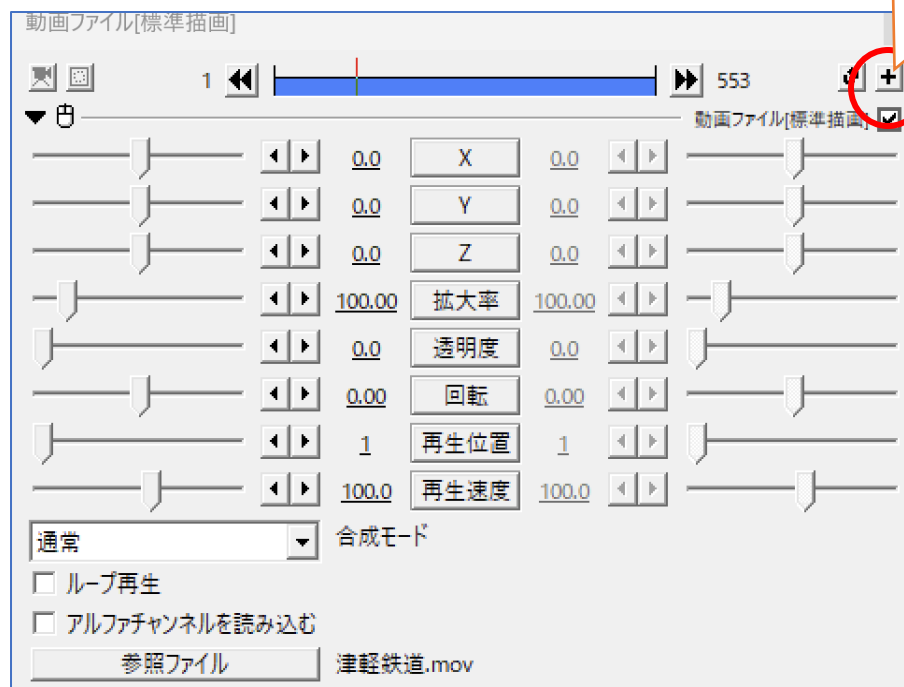 動画ファイル[標準描画]
1 553
動画ファイル[標準描画]
0.0 X 0.0
0.0 Y 0.0
0.0 Z 0.0
100.00 拡大率 100.00
0.0 透明度 0.0
0.00 回転 0.00
1 再生位置 1
100.0 再生速度 100.0
通常 合成モード
ループ再生
アルファチャンネルを読み込む
参照ファイル 津軽鉄道.mov